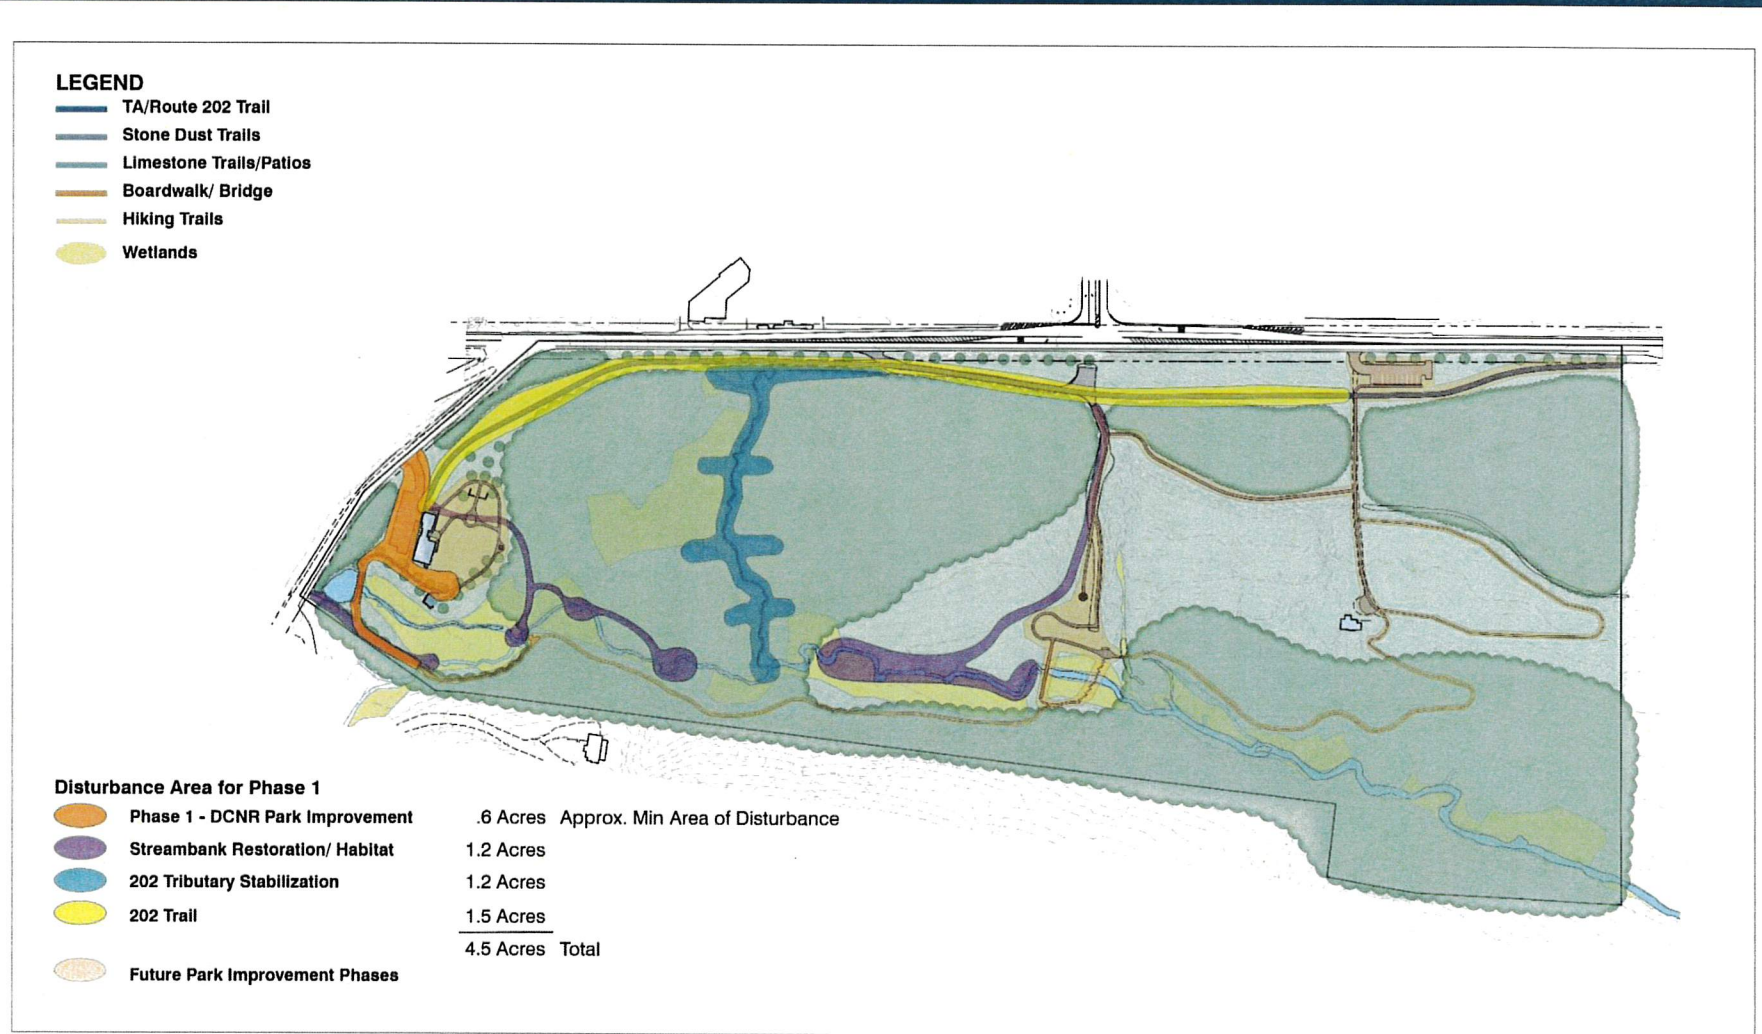 LEGEND
TA/Route 202 Trail
Stone Dust Trails
Limestone Trails/Patios
Boardwalk/ Bridge
Hiking Trails
Wetlands
Disturbance Area for Phase 1
Phase 1 - DCNR Park Improvement .6 Acres Approx. Min Area of Disturbance
Streambank Restoration/ Habitat 1.2 Acres
202 Tributary Stabilization 1.2 Acres
202 Trail 1.5 Acres
4.5 Acres Total
Future Park Improvement Phases